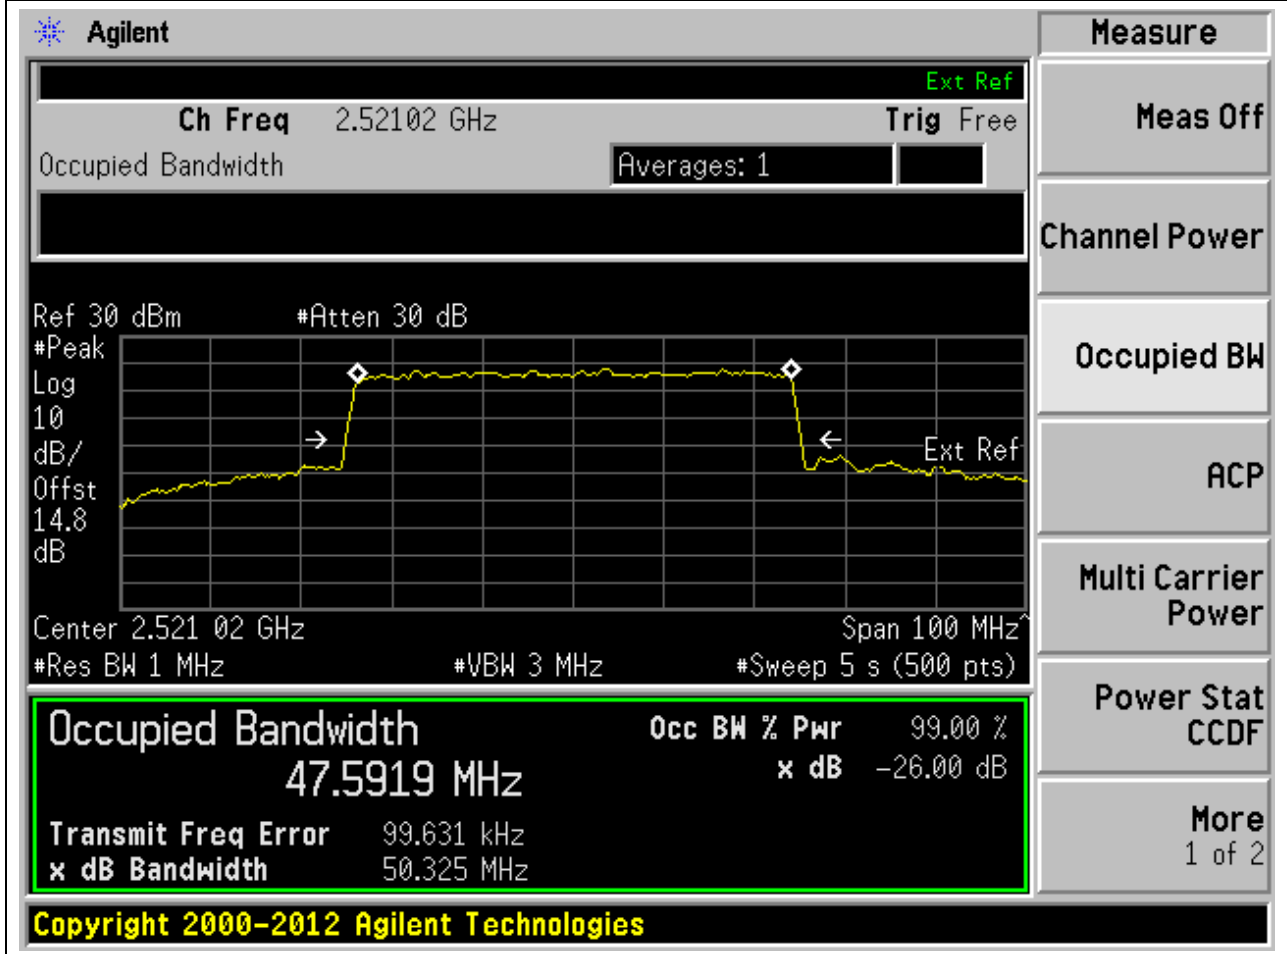 Agilent
Measure
Ext Ref
Ch Freq 2.52102 GHz Trig Free
Occupied Bandwidth Averages: 1
Ref 30 dBm #Atten 30 dB
#Peak
Log
10
dB/
Offst
14.8
dB
Ext Ref
Center 2.521 02 GHz Span 100 MHz^
#Res BW 1 MHz #VBW 3 MHz #Sweep 5 s (500 pts)
Occupied Bandwidth Occ BW % Pwr 99.00 %
47.5919 MHz x dB -26.00 dB
Transmit Freq Error 99.631 kHz
x dB Bandwidth 50.325 MHz
Meas Off
Channel Power
Occupied BW
ACP
Multi Carrier
Power
Power Stat
CCDF
More
1 of 2
Copyright 2000-2012 Agilent Technologies